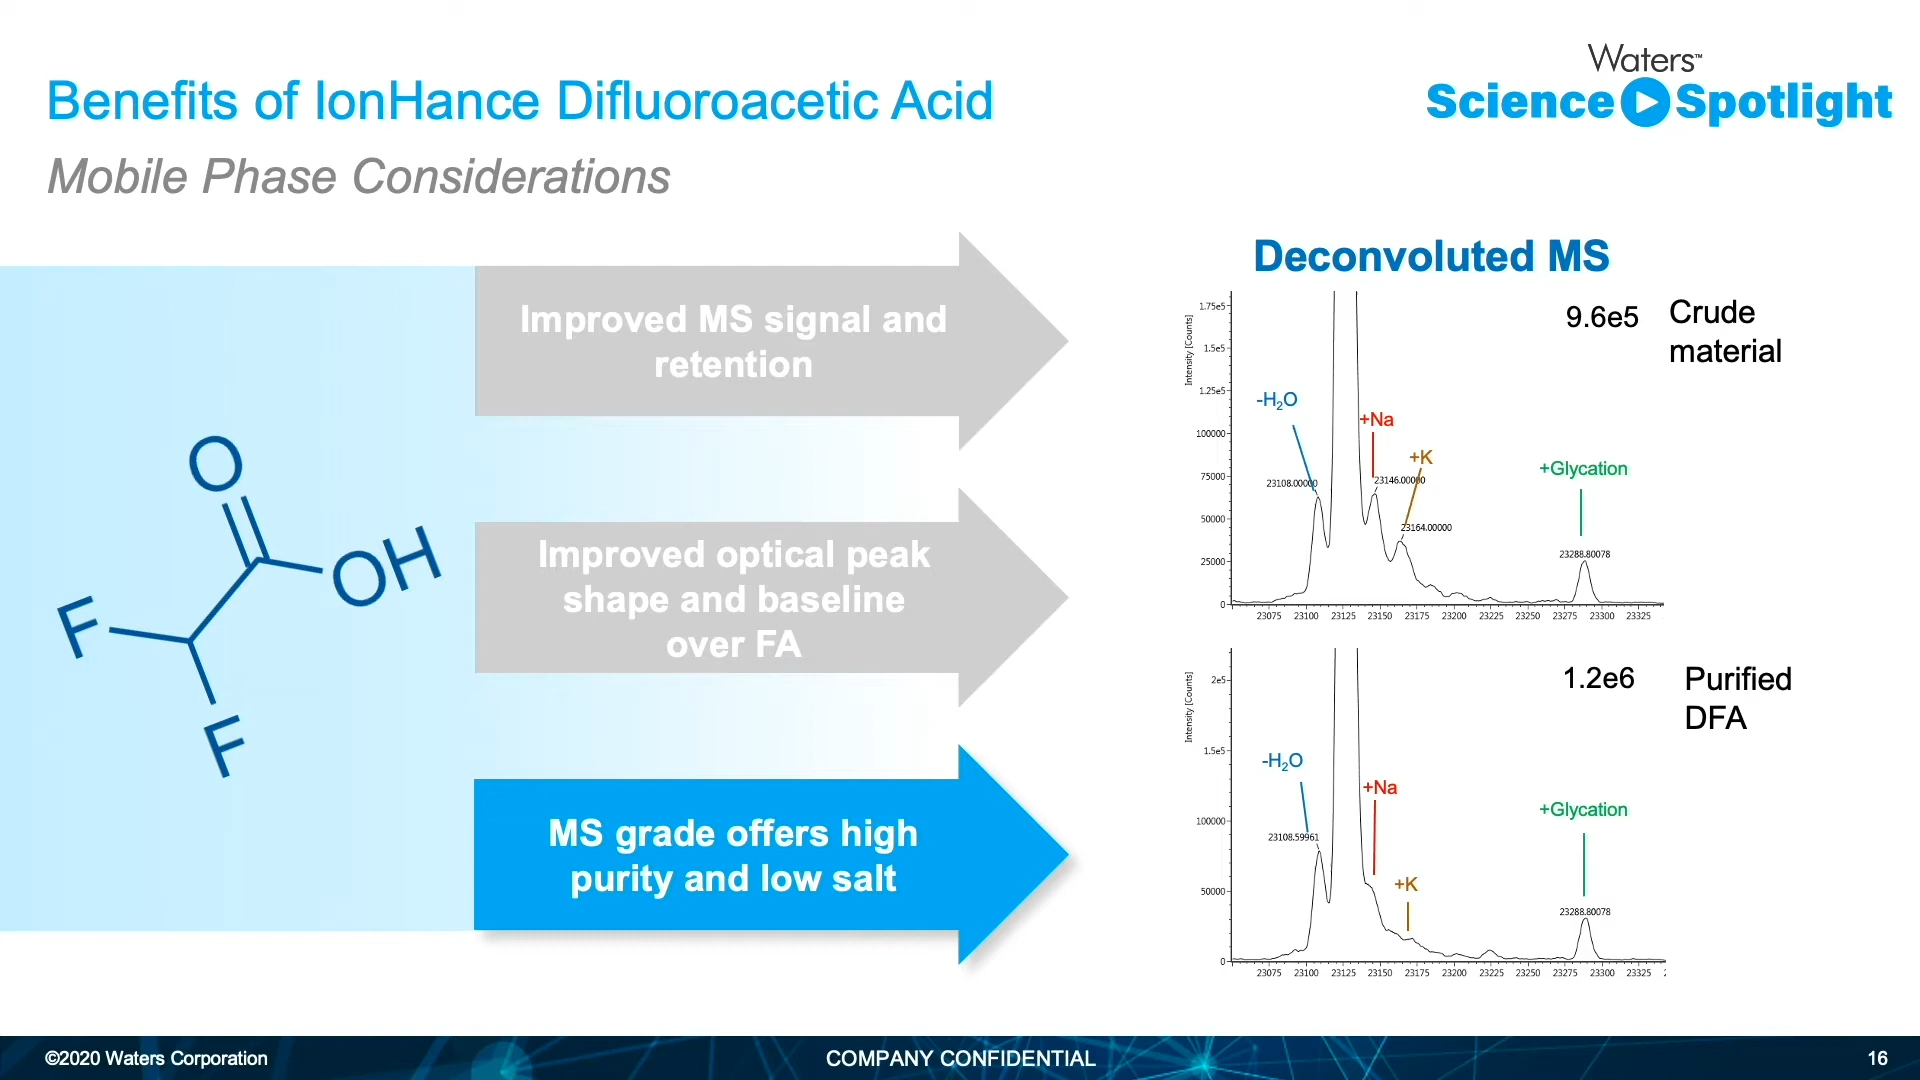 Waters™
Science Spotlight
Benefits of IonHance Difluoroacetic Acid
Mobile Phase Considerations
O
OH
F
F
Improved MS signal and
retention
Improved optical peak
shape and baseline
over FA
MS grade offers high
purity and low salt
Deconvoluted MS
9.6e5
Crude
material
Intensity [Counts]
1.75e5
1.5e5
1.25e5
100000
75000
50000
25000
0
-H₂O
+Na
+K
+Glycation
23108.00000
23146.00000
23164.00000
23288.80078
23075 23100 23125 23150 23175 23200 23225 23250 23275 23300 23325
1.2e6
Purified
DFA
Intensity [Counts]
2e5
1.5e5
100000
50000
0
-H₂O
+Na
+K
+Glycation
23108.59961
23288.80078
23075 23100 23125 23150 23175 23200 23225 23250 23275 23300 23325
©2020 Waters Corporation
COMPANY CONFIDENTIAL
16